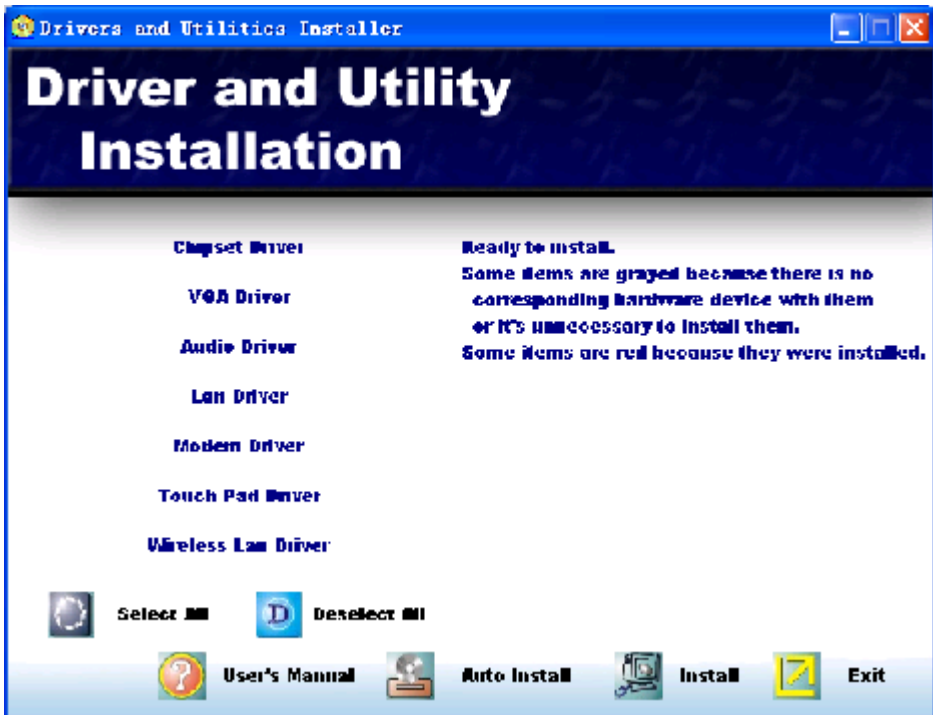 Drivers and Utilities Installer
Driver and Utility
Installation
Chipset Driver
VGA Driver
Audio Driver
Lan Driver
Modem Driver
Touch Pad Driver
Wireless Lan Driver
Ready to install.
Some items are grayed because there is no
corresponding hardware device with them
or it's unnecessary to install them.
Some items are red because they were installed.
Select All
D
Deselect All
User's Manual
Auto Install
Install
Exit